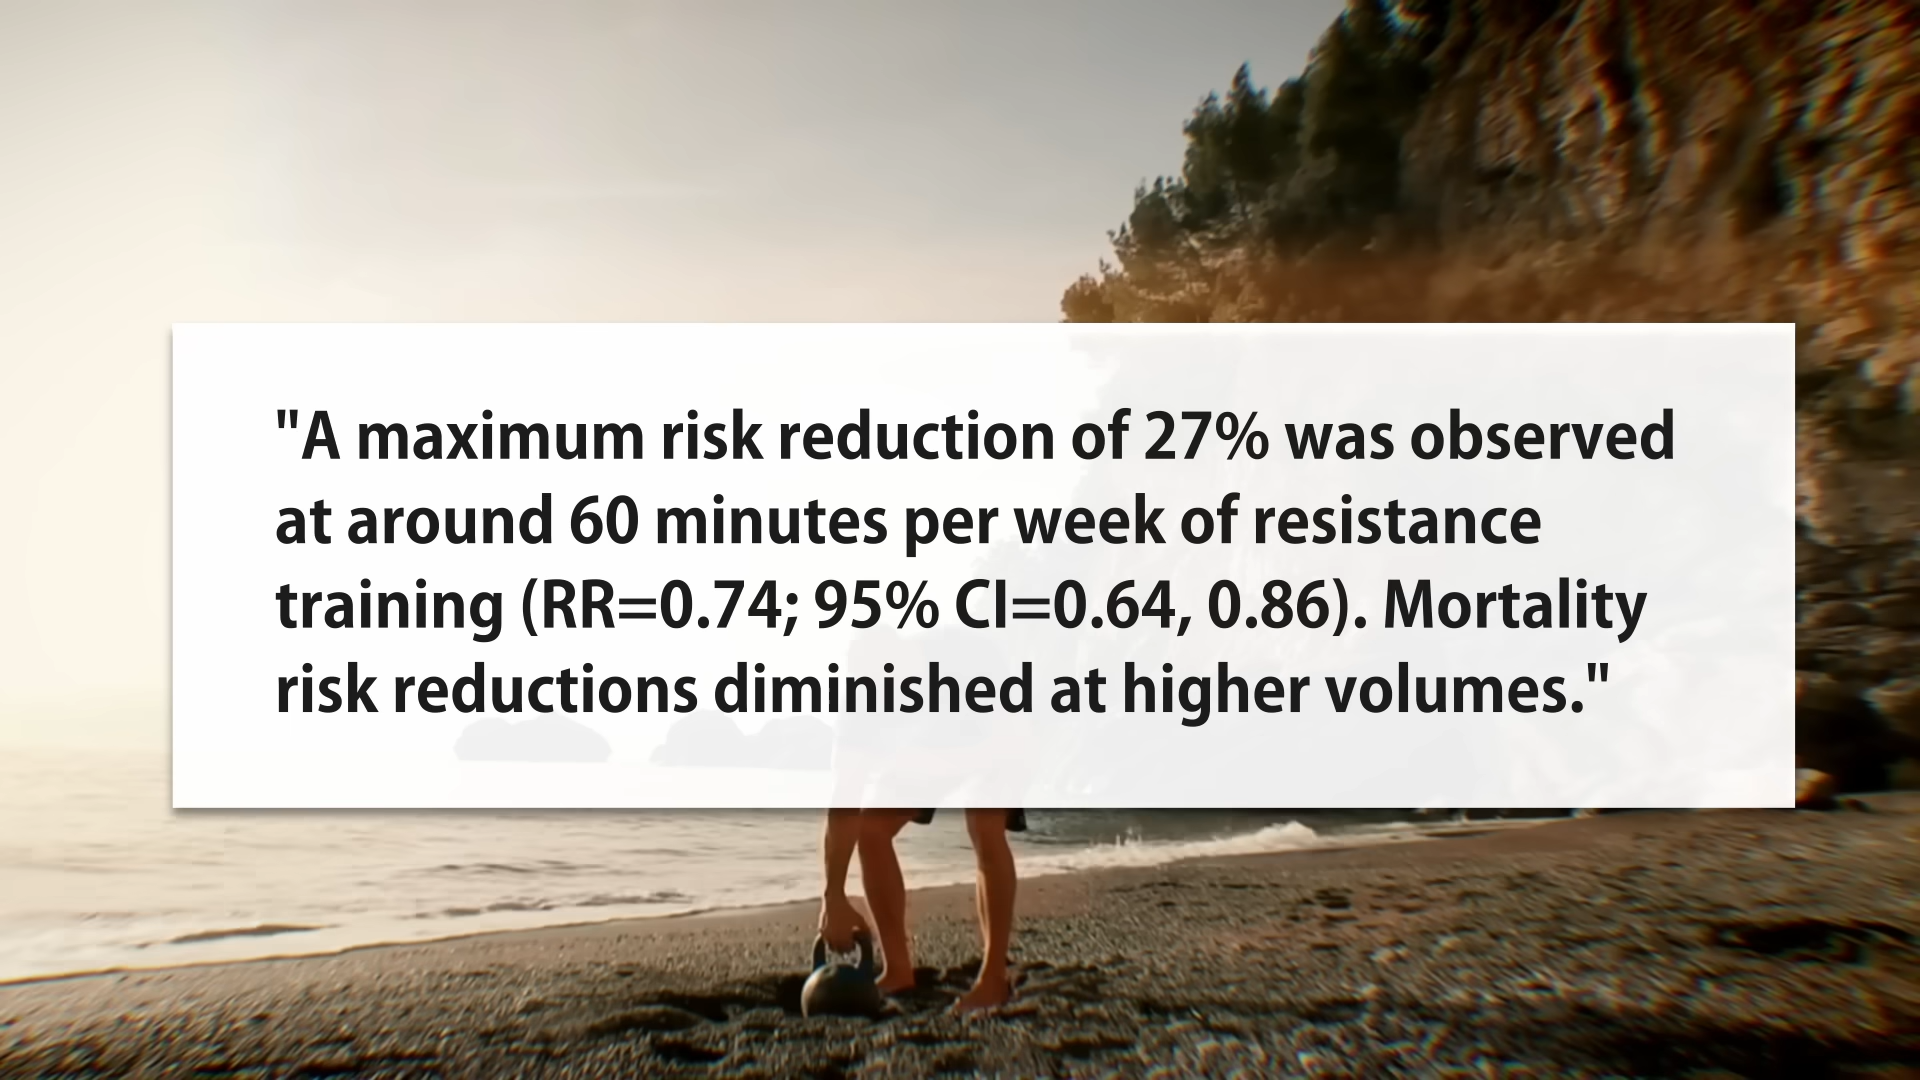 "A maximum risk reduction of 27% was observed
at around 60 minutes per week of resistance
training (RR=0.74; 95% CI=0.64, 0.86). Mortality
risk reductions diminished at higher volumes."